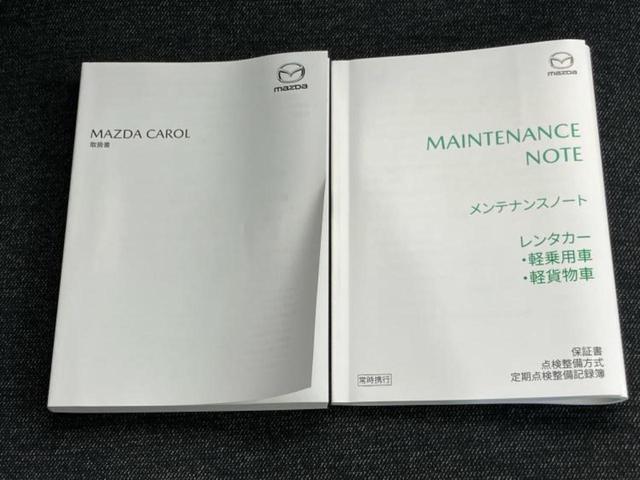 mazda
MAZDA CAROL
取扱書
mazda
MAINTENANCE
NOTE
メンテナンスノート
レンタカー
・軽乗用車
・軽貨物車
保証書
点検整備方式
定期点検整備記録簿
常時携行